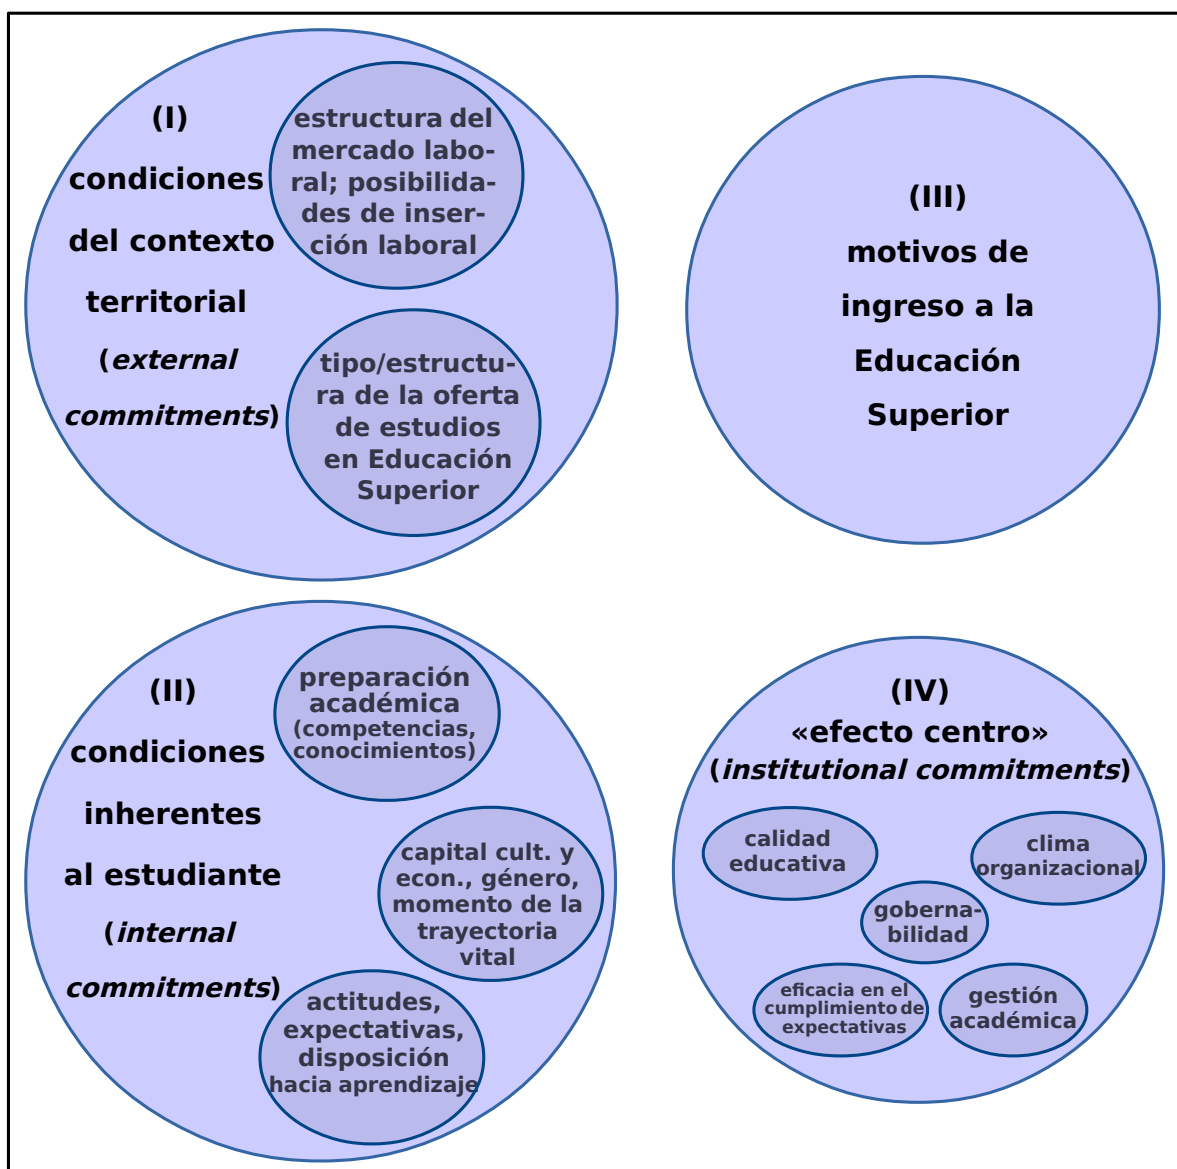 (I)
condiciones
del contexto
territorial
(external
commitments)
estructura del
mercado labo-
ral; posibilida-
des de inser-
ción laboral
tipo/estructu-
ra de la oferta
de estudios
en Educación
Superior
(III)
motivos de
ingreso a la
Educación
Superior
(II)
condiciones
inherentes
al estudiante
(internal
commitments)
preparación
académica
(competencias,
conocimientos)
capital cult. y
econ., género,
momento de la
trayectoria
vital
actitudes,
expectativas,
disposición
hacia aprendizaje
(IV)
«efecto centro»
(institutional commitments)
calidad
educativa
clima
organizacional
goberna-
bilidad
eficacia en el
cumplimiento de
expectativas
gestión
académica